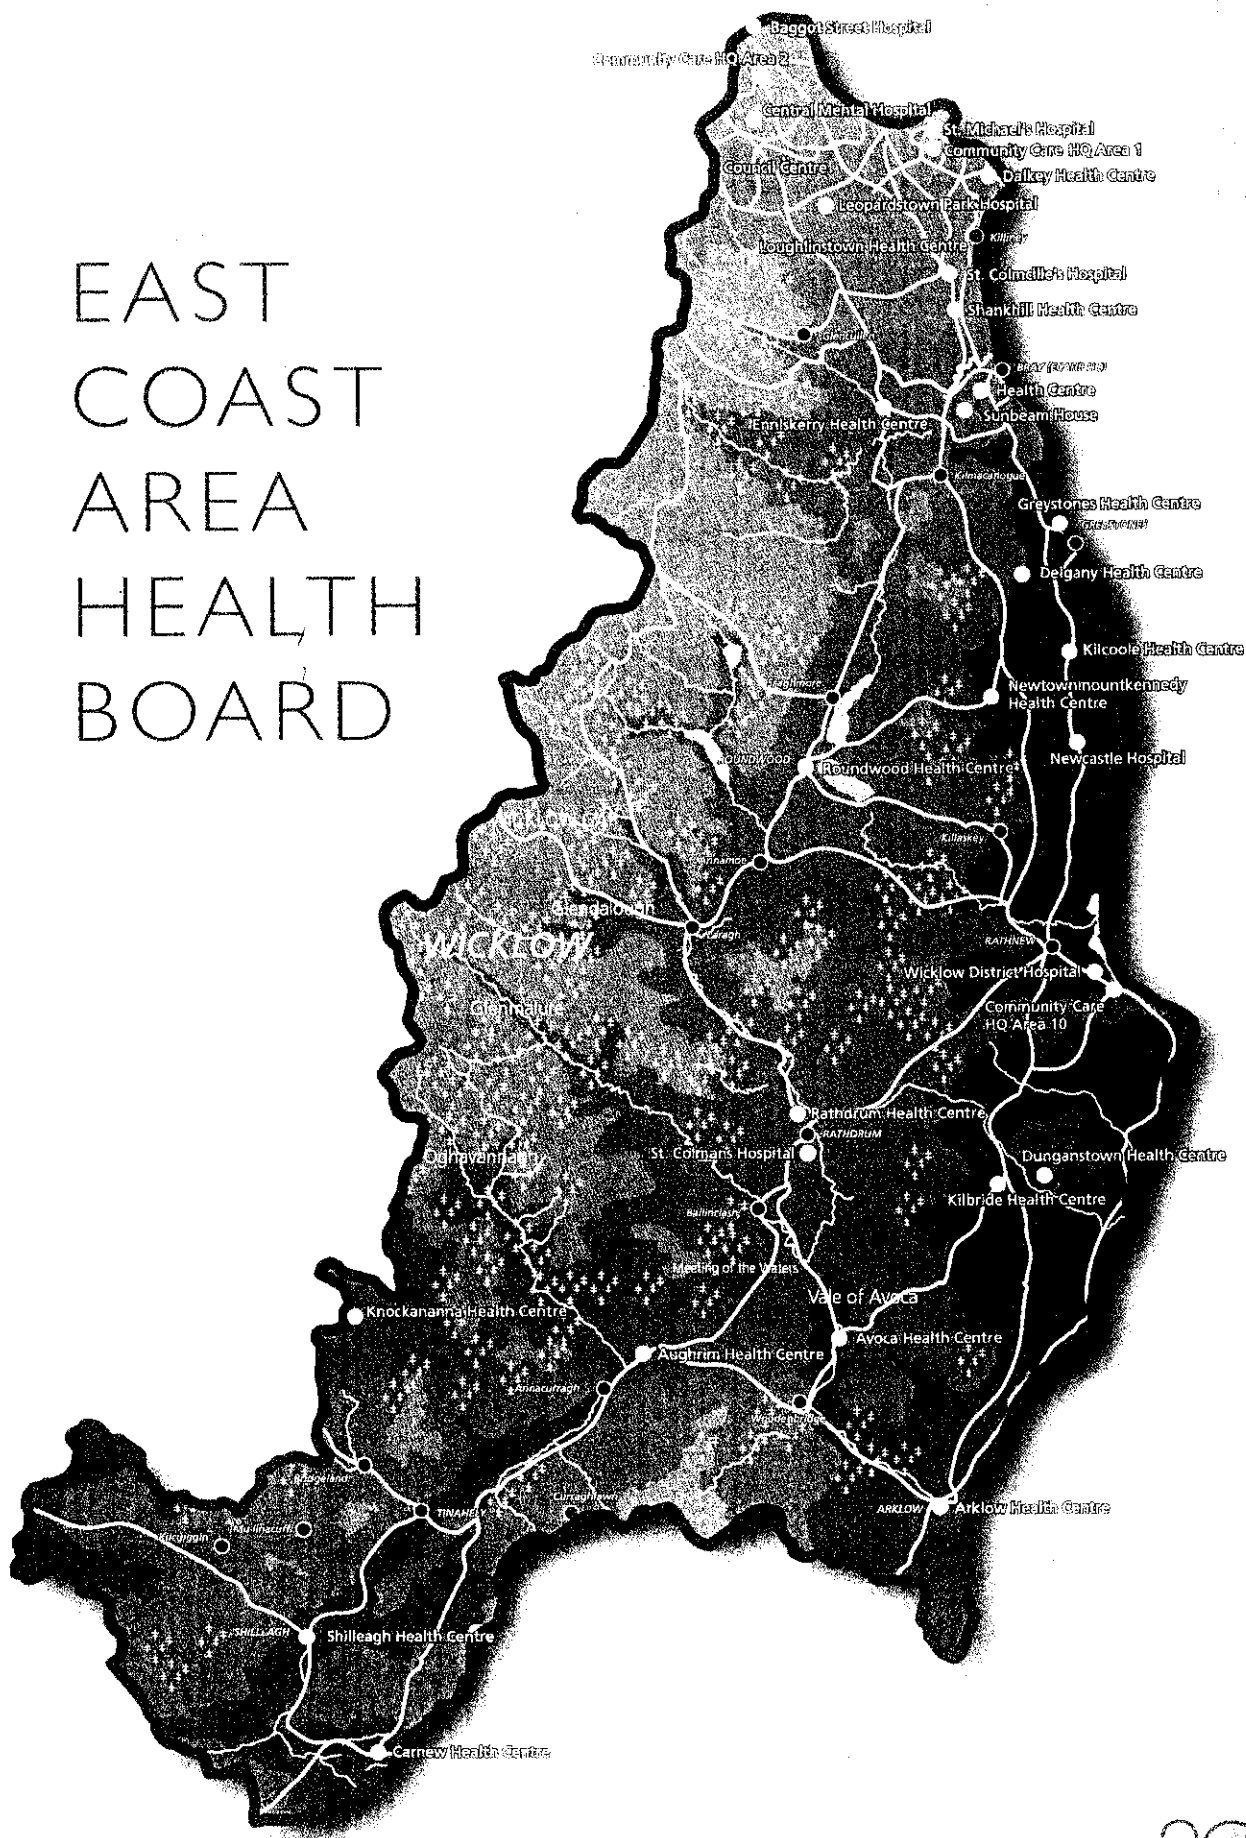 EAST
COAST
AREA
HEALTH
BOARD
Baggot Street Hospital
Community Care HQ Area 2
Central Mental Hospital
St. Michael's Hospital
Community Care HQ Area 1
Council Centre
Dalkey Health Centre
Leopardstown Park Hospital
Killiney
Loughlinstown Health Centre
St. Colmcille's Hospital
Shankhill Health Centre
Health Centre
Sunbeam House
Enniskerry Health Centre
Kilmacanogue
Greystones Health Centre
GREYSTONES
Delgany Health Centre
Kilcoole Health Centre
Newtownmountkennedy
Health Centre
Newcastle Hospital
ROUNDWOOD
Roundwood Health Centre
Killiskey
Annamoe
Glendalough
WICKLOW
RATHNEW
Wicklow District Hospital
Community Care
HQ Area 10
Glenmalure
Rathdrum Health Centre
RATHDRUM
St. Colmans Hospital
Dunganstown Health Centre
Kilbride Health Centre
Oghavannagh
Ballinclash
Meeting of the Waters
Vale of Avoca
Knockananna Health Centre
Avoca Health Centre
Aughrim Health Centre
Annacurragh
Woodenbridge
TINAHELY
Curraghlawn
ARKLOW
Arklow Health Centre
SHILLELAGH
Shilleagh Health Centre
Carnew Health Centre